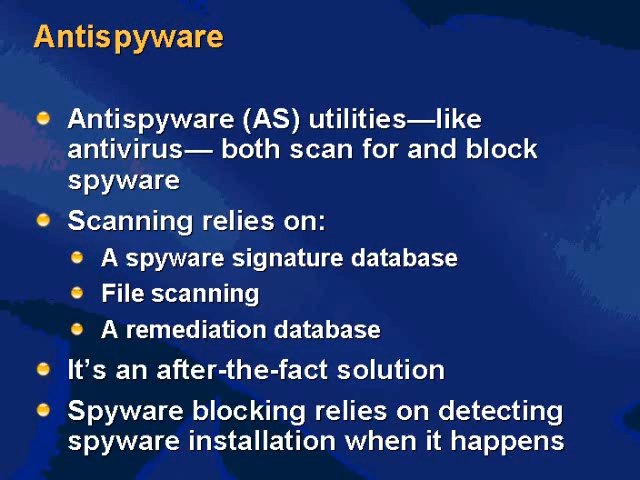 Antispyware
Antispyware (AS) utilities—like
antivirus— both scan for and block
spyware
Scanning relies on:
A spyware signature database
File scanning
A remediation database
It's an after-the-fact solution
Spyware blocking relies on detecting
spyware installation when it happens